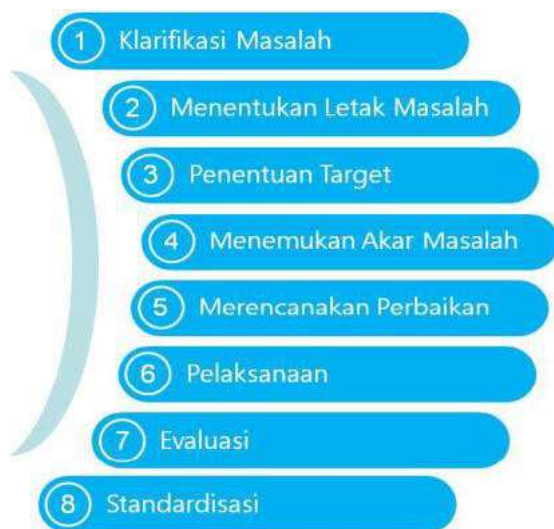 1 Klarifikasi Masalah
2 Menentukan Letak Masalah
3 Penentuan Target
4 Menemukan Akar Masalah
5 Merencanakan Perbaikan
6 Pelaksanaan
7 Evaluasi
8 Standardisasi